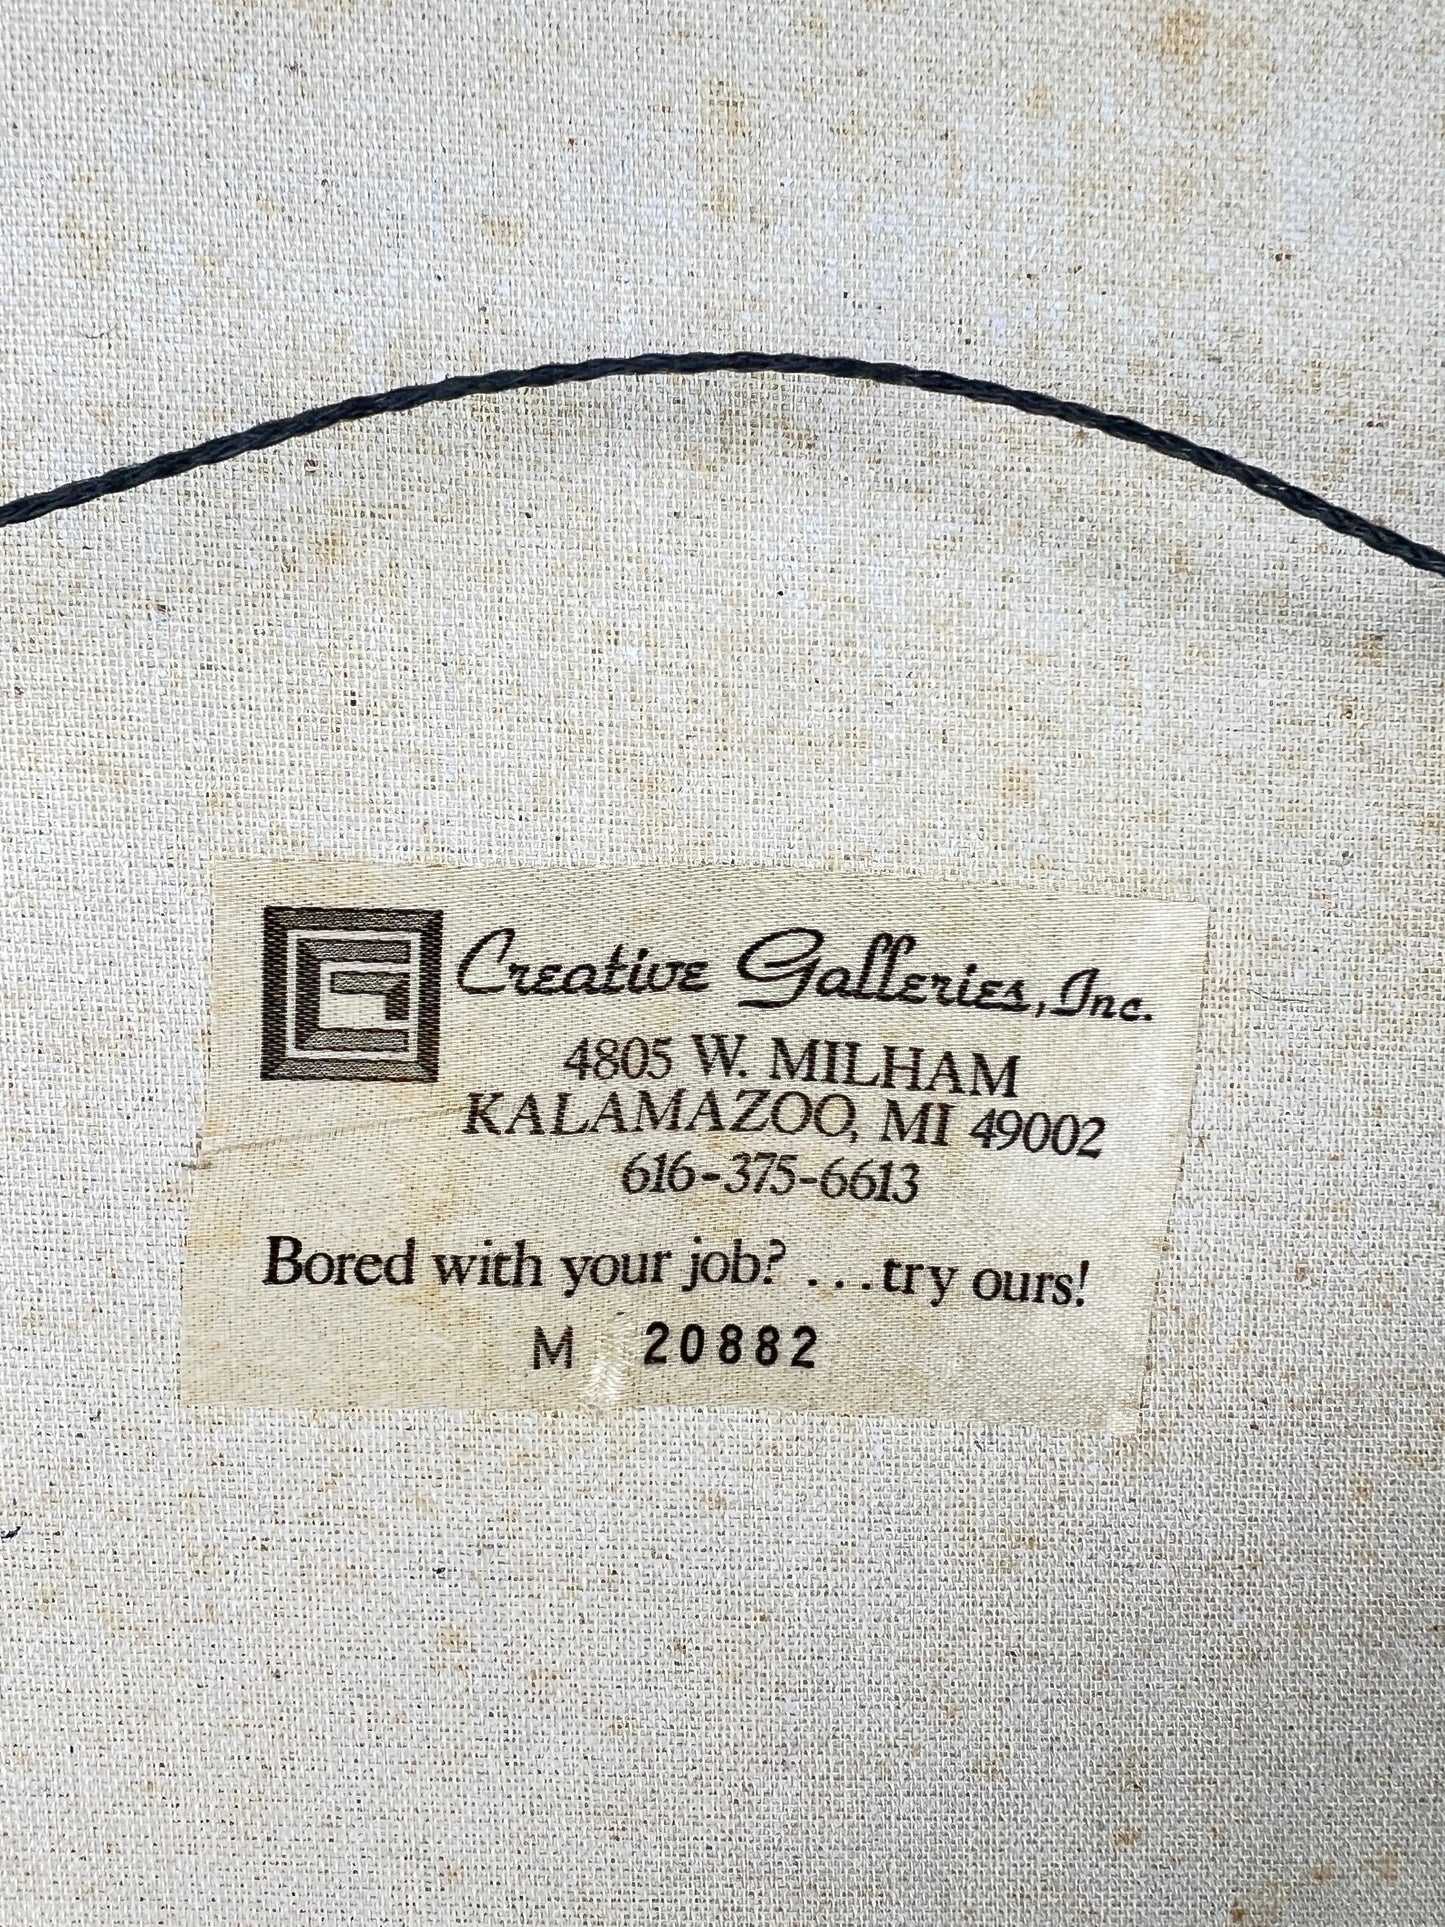 Creative Galleries, Inc.
4805 W. MILHAM
KALAMAZOO, MI 49002
616-375-6613
Bored with your job? ...try ours!
M 20882